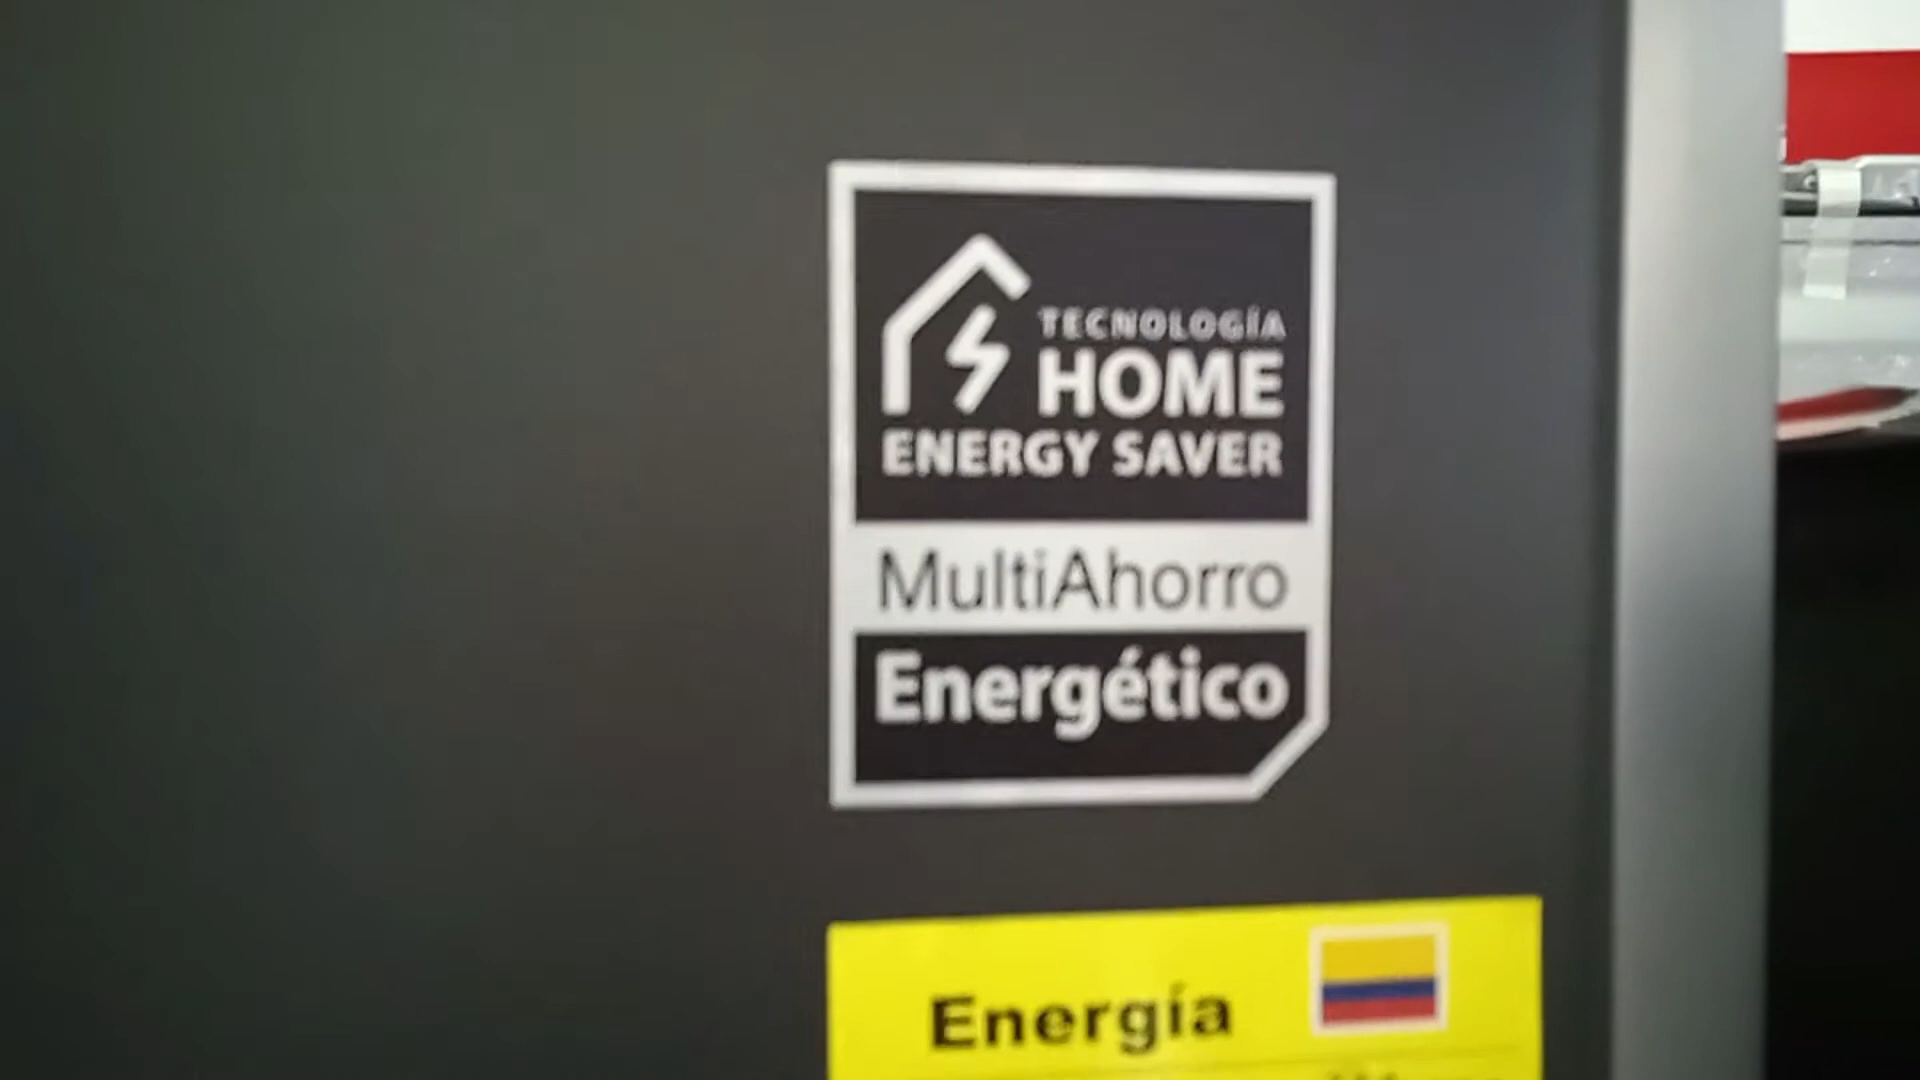 TECNOLOGÍA
HOME
ENERGY SAVER
MultiAhorro
Energético
Energía